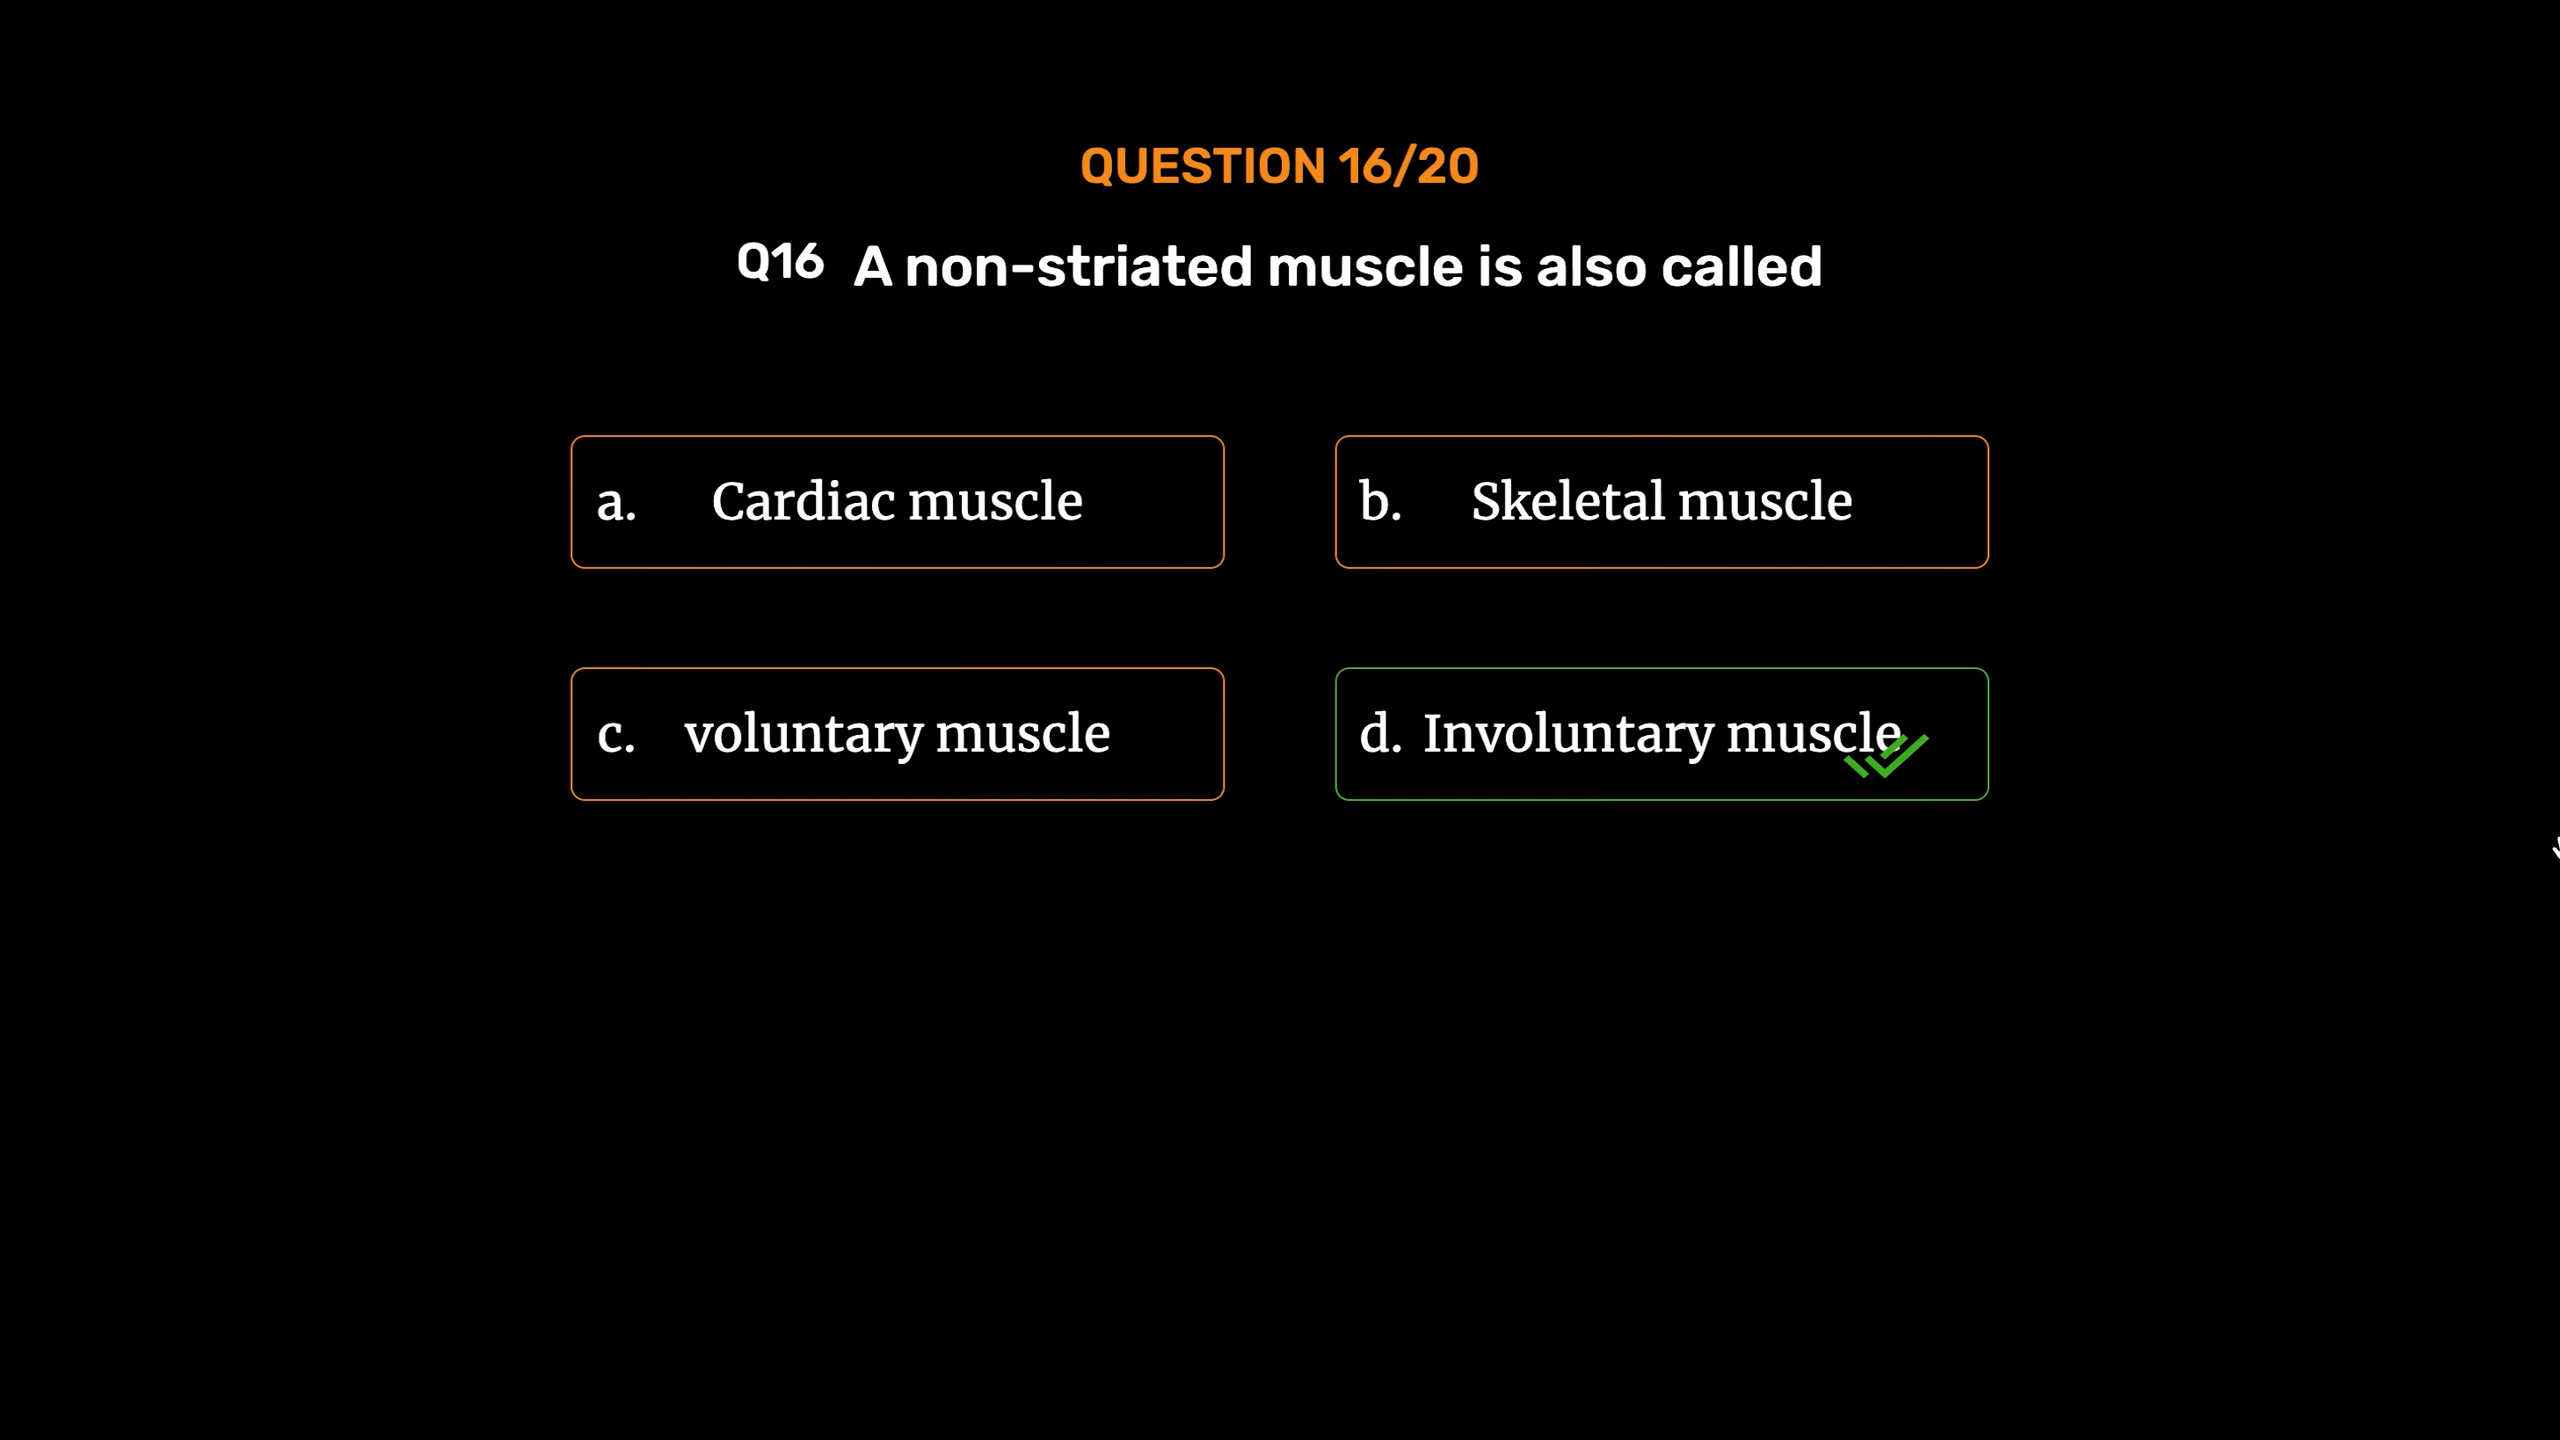 QUESTION 16/20
Q16 A non-striated muscle is also called
a. Cardiac muscle
b. Skeletal muscle
c. voluntary muscle
d. Involuntary muscle